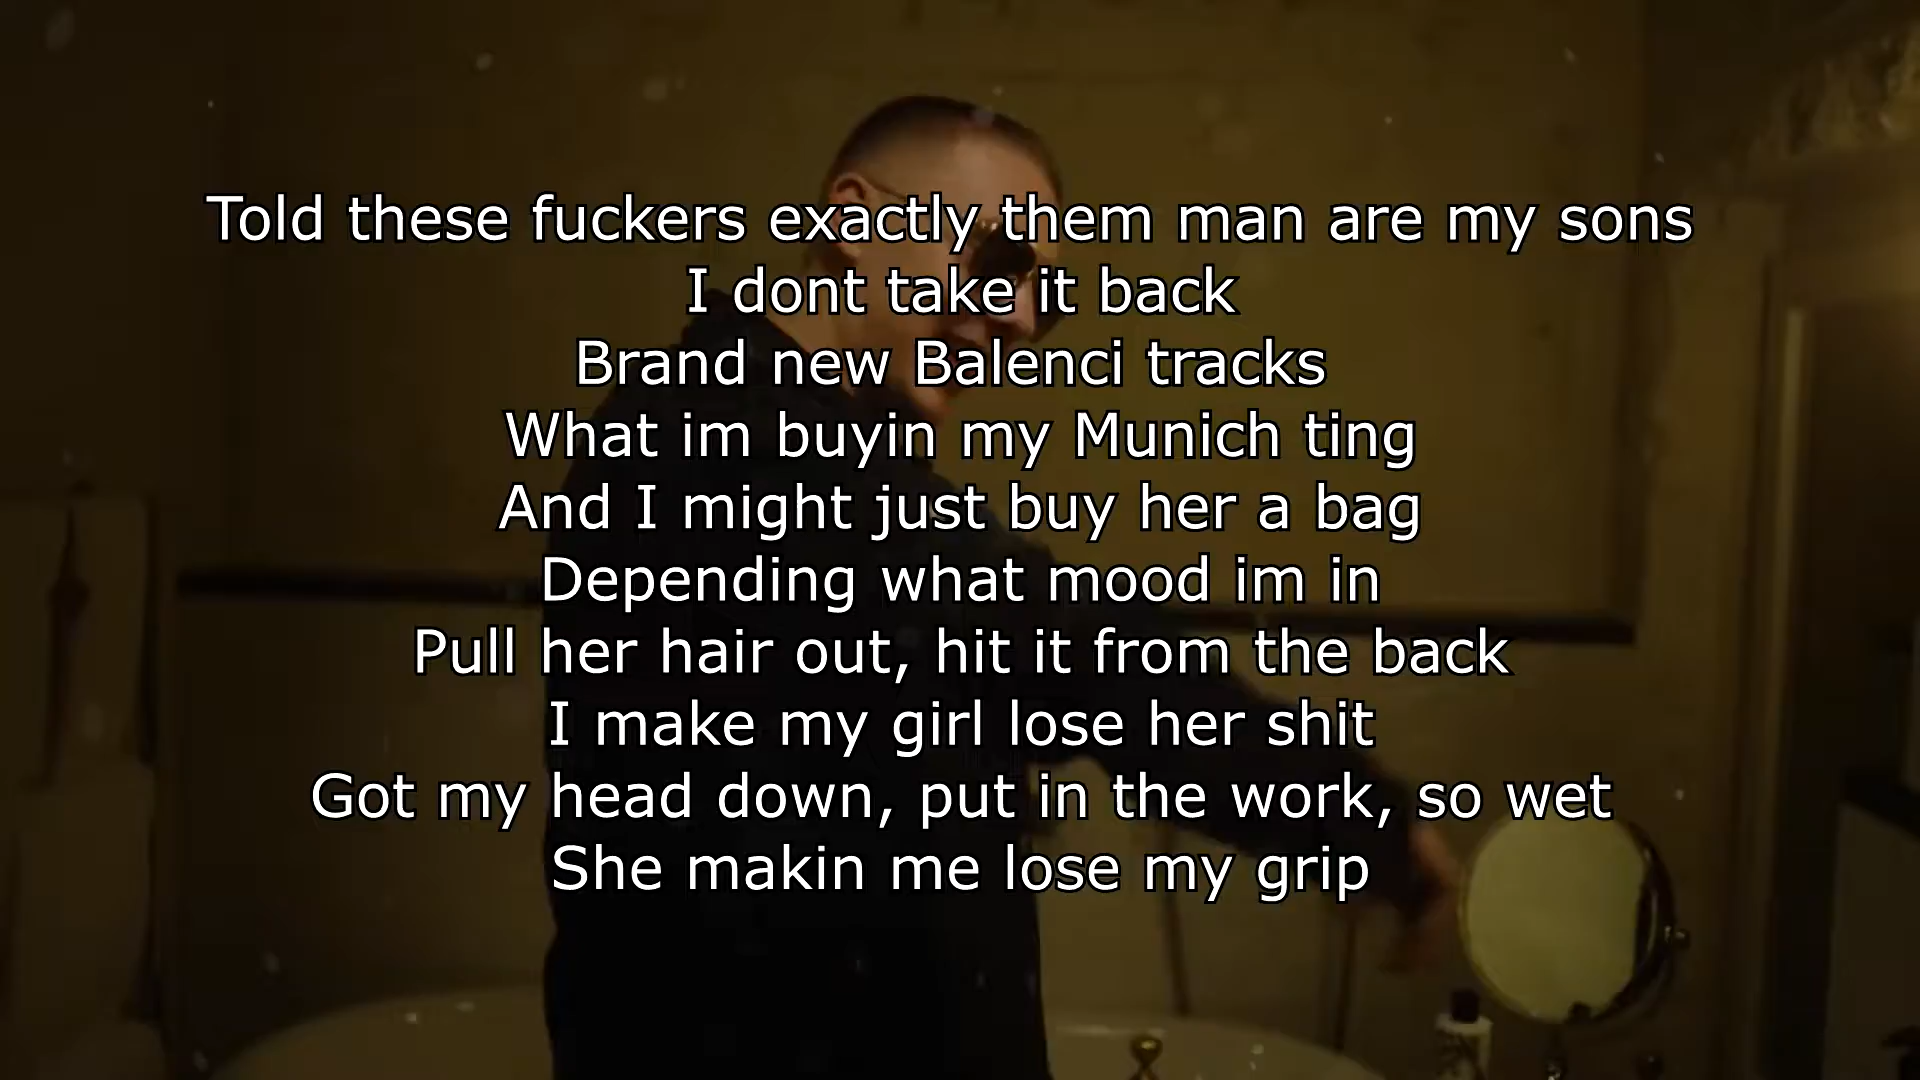 Told these fuckers exactly them man are my sons
I dont take it back
Brand new Balenci tracks
What im buyin my Munich ting
And I might just buy her a bag
Depending what mood im in
Pull her hair out, hit it from the back
I make my girl lose her shit
Got my head down, put in the work, so wet
She makin me lose my grip